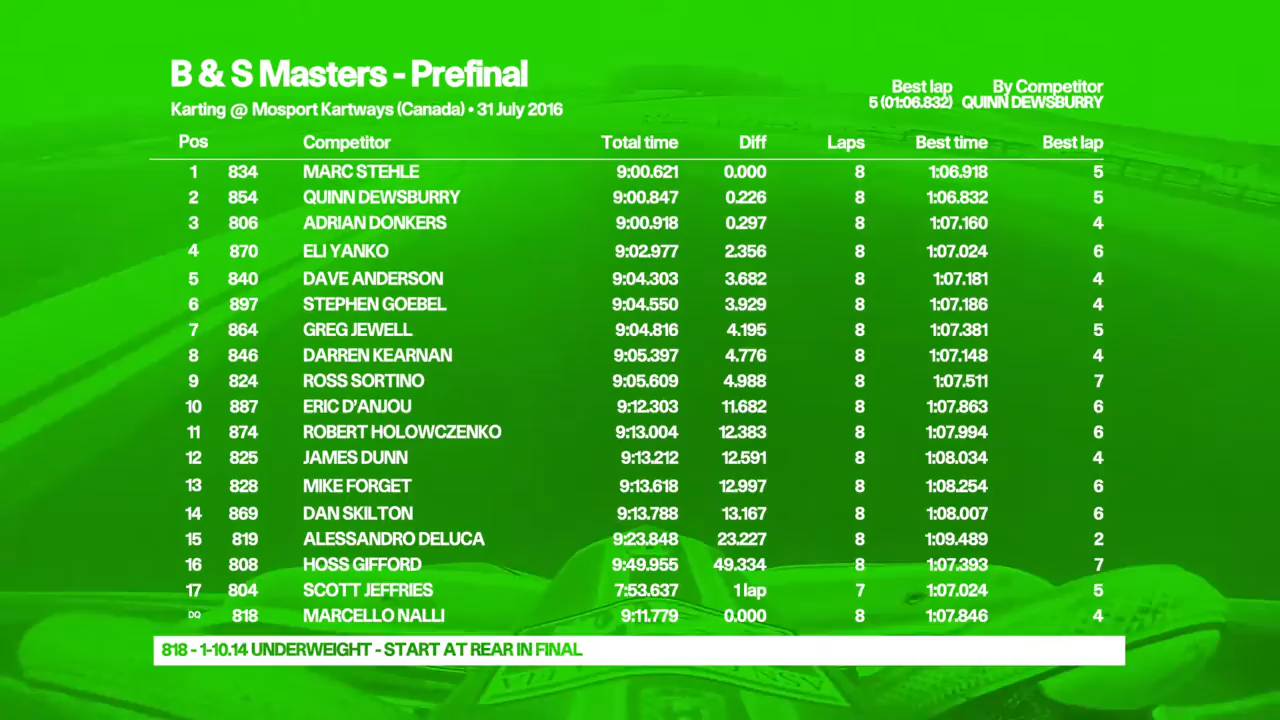 B & S Masters - Prefinal
Karting @ Mosport Kartways (Canada) • 31 July 2016
Best lap By Competitor
5 (01:06.832) QUINN DEWSBURRY
Pos Competitor Total time Diff Laps Best time Best lap
1 834 MARC STEHLE 9:00.621 0.000 8 1:06.918 5
2 854 QUINN DEWSBURRY 9:00.847 0.226 8 1:06.832 5
3 806 ADRIAN DONKERS 9:00.918 0.297 8 1:07.160 4
4 870 ELI YANKO 9:02.977 2.356 8 1:07.024 6
5 840 DAVE ANDERSON 9:04.303 3.682 8 1:07.181 4
6 897 STEPHEN GOEBEL 9:04.550 3.929 8 1:07.186 4
7 864 GREG JEWELL 9:04.816 4.195 8 1:07.381 5
8 846 DARREN KEARNAN 9:05.397 4.776 8 1:07.148 4
9 824 ROSS SORTINO 9:05.609 4.988 8 1:07.511 7
10 887 ERIC D'ANJOU 9:12.303 11.682 8 1:07.863 6
11 874 ROBERT HOLOWCZENKO 9:13.004 12.383 8 1:07.994 6
12 825 JAMES DUNN 9:13.212 12.591 8 1:08.034 4
13 828 MIKE FORGET 9:13.618 12.997 8 1:08.254 6
14 869 DAN SKILTON 9:13.788 13.167 8 1:08.007 6
15 819 ALESSANDRO DELUCA 9:23.848 23.227 8 1:09.489 2
16 808 HOSS GIFFORD 9:49.955 49.334 8 1:07.393 7
17 804 SCOTT JEFFRIES 7:53.637 1 lap 7 1:07.024 5
DQ 818 MARCELLO NALLI 9:11.779 0.000 8 1:07.846 4
818 - 1-10.14 UNDERWEIGHT - START AT REAR IN FINAL